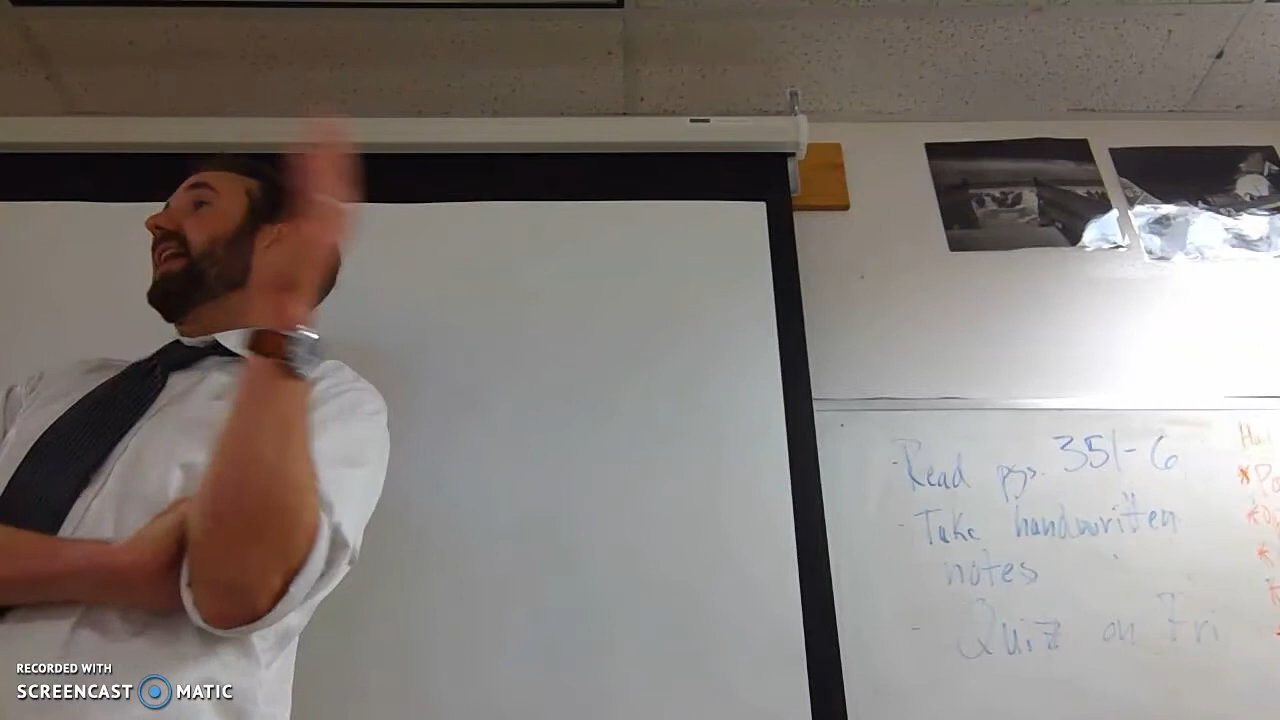 - Read pgs. 351-6
- Take handwritten
notes
- Quiz on Fri
RECORDED WITH
SCREENCAST MATIC